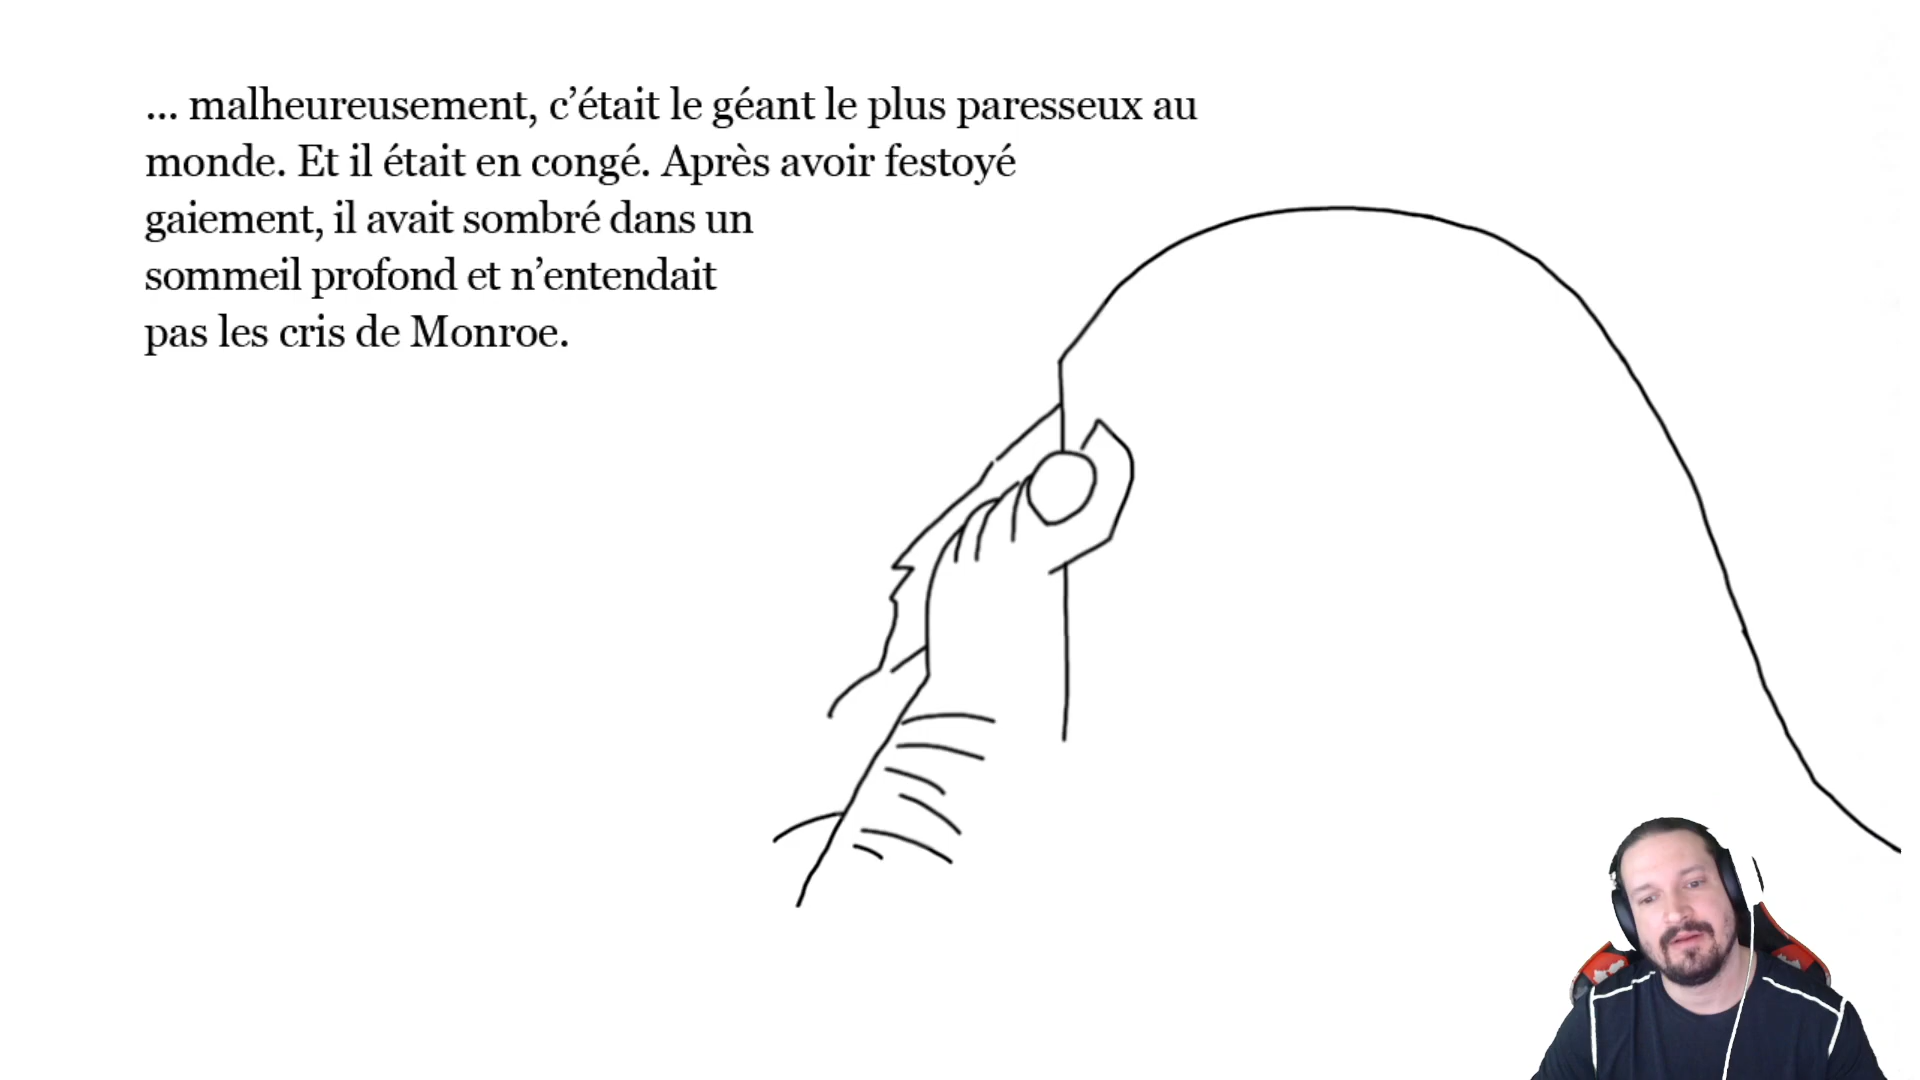 ... malheureusement, c’était le géant le plus paresseux au
monde. Et il était en congé. Après avoir festoyé
gaiement, il avait sombré dans un
sommeil profond et n’entendait
pas les cris de Monroe.